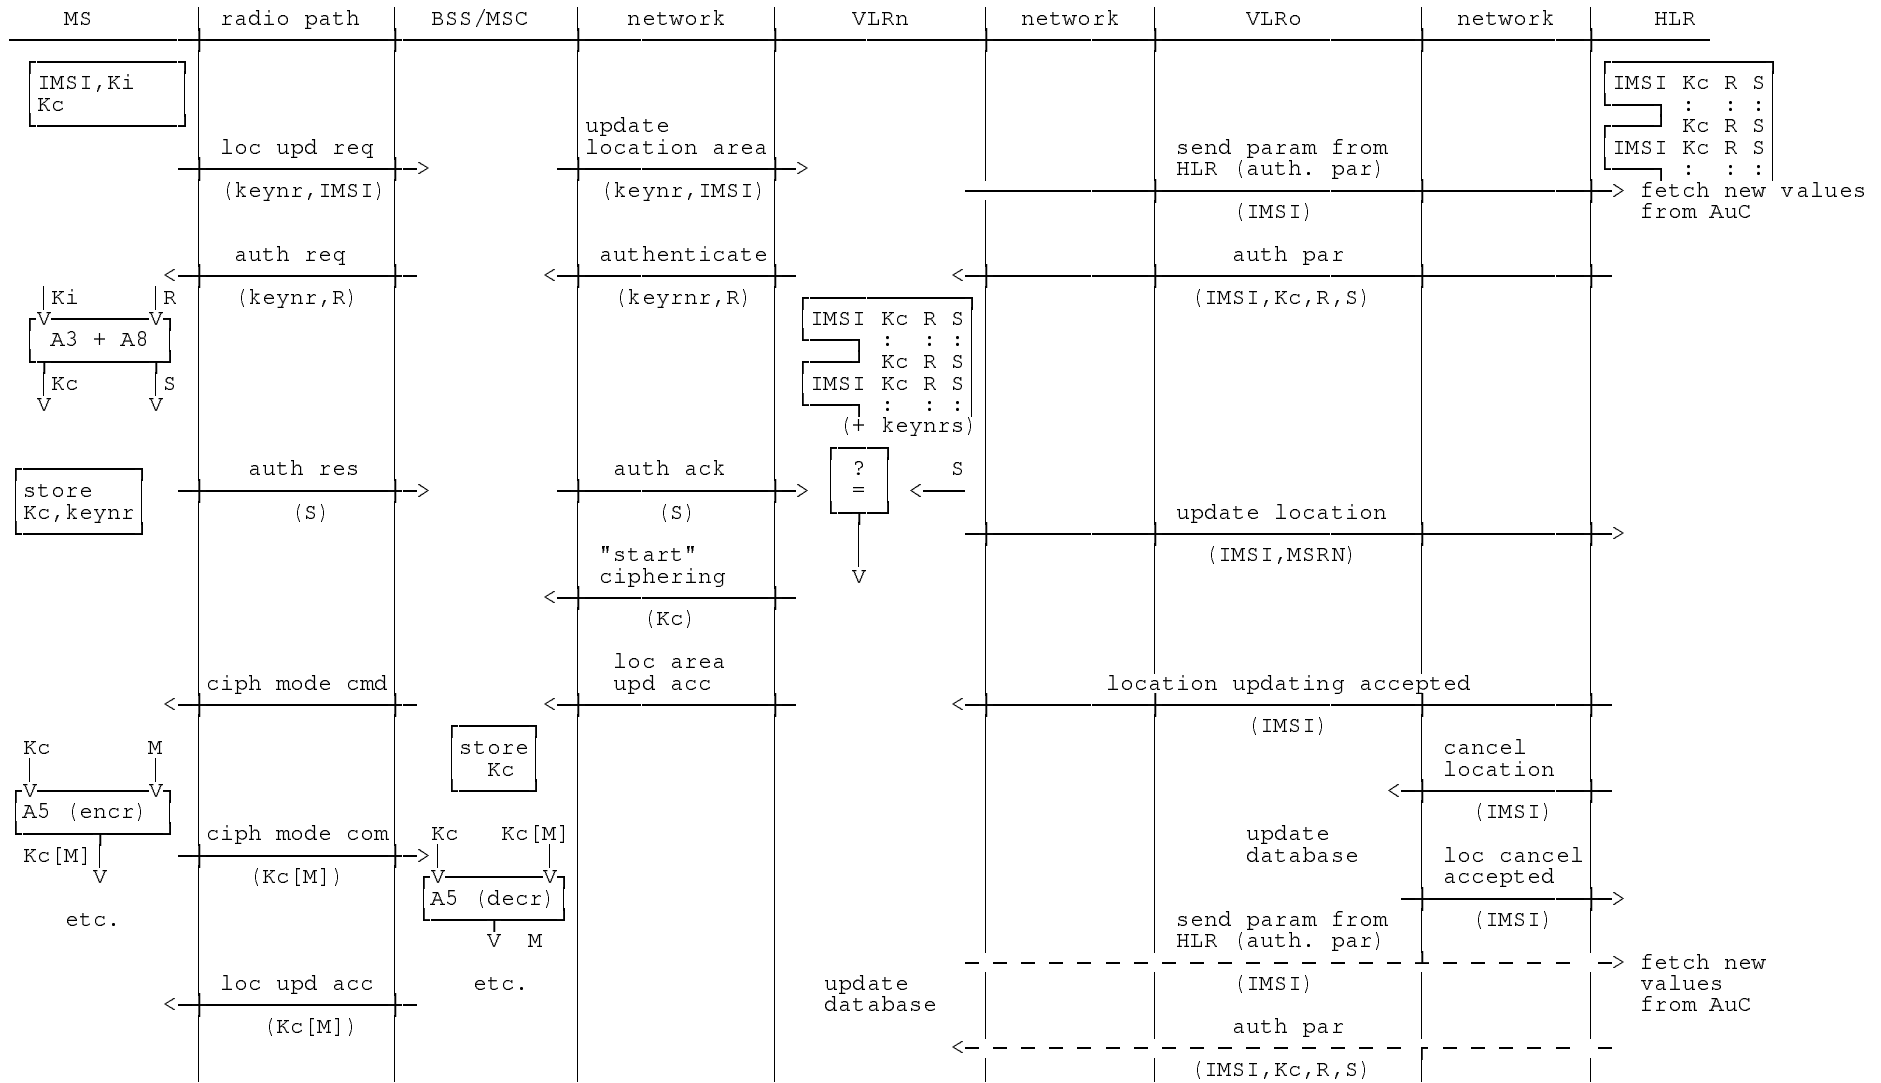 MS radio path BSS/MSC network VLRn network VLRo network HLR
IMSI,Ki IMSI Kc R S
Kc : : :
update Kc R S
loc upd req location area send param from IMSI Kc R S
HLR (auth. par) : : :
(keynr,IMSI) (keynr,IMSI) > fetch new values
(IMSI) from AuC
auth req authenticate auth par
Ki R (keynr,R) (keyrnr,R) (IMSI,Kc,R,S)
V V IMSI Kc R S
A3 + A8 : : :
Kc R S
Kc S IMSI Kc R S
V V : : :
(+ keynrs)
auth res auth ack ? S
store =
Kc,keynr (S) (S) update location
"start" (IMSI,MSRN)
ciphering V
(Kc)
loc area
ciph mode cmd upd acc location updating accepted
(IMSI)
Kc M store cancel
Kc location
V V
A5 (encr) (IMSI)
ciph mode com Kc Kc[M] update
Kc[M] database loc cancel
V (Kc[M]) V V accepted
A5 (decr)
etc. send param from (IMSI)
V M HLR (auth. par)
> fetch new
loc upd acc etc. update (IMSI) values
database from AuC
(Kc[M]) auth par
(IMSI,Kc,R,S)